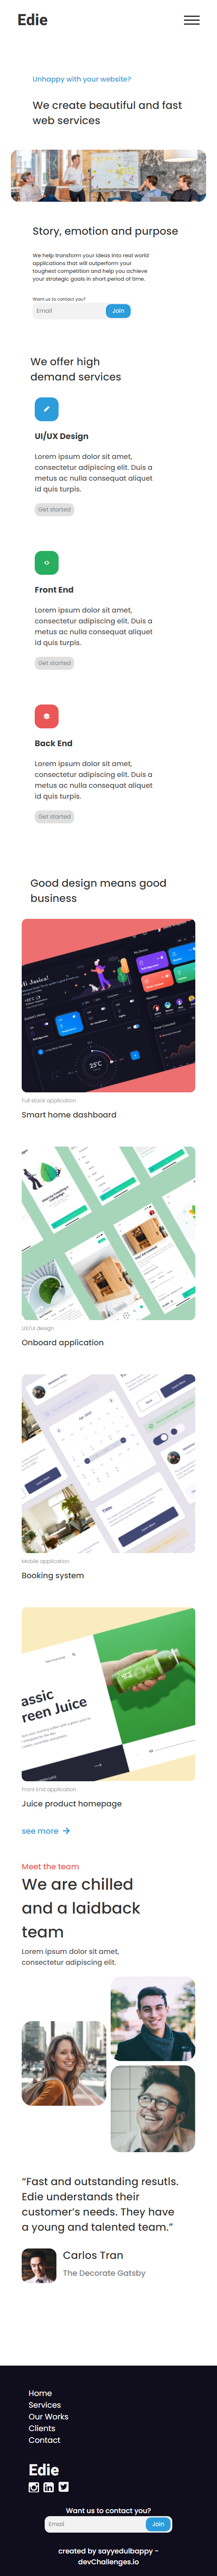 Edie
Unhappy with your website?
We create beautiful and fast
web services
Story, emotion and purpose
We help transform your ideas into real world
applications that will outperform your
toughest competition and help you achieve
your strategic goals in short period of time.
Want us to contact you?
Email
Join
We offer high
demand services
UI/UX Design
Lorem ipsum dolor sit amet,
consectetur adipiscing elit. Duis a
metus ac nulla consequat aliquet
id quis turpis.
Get started
Front End
Lorem ipsum dolor sit amet,
consectetur adipiscing elit. Duis a
metus ac nulla consequat aliquet
id quis turpis.
Get started
Back End
Lorem ipsum dolor sit amet,
consectetur adipiscing elit. Duis a
metus ac nulla consequat aliquet
id quis turpis.
Get started
Good design means good
business
25°C
Full stack application
Smart home dashboard
UX/UI design
Onboard application
Mobile application
Booking system
assic
reen Juice
Front End application
Juice product homepage
see more
Meet the team
We are chilled
and a laidback
team
Lorem ipsum dolor sit amet,
consectetur adipiscing elit.
“Fast and outstanding resutls.
Edie understands their
customer’s needs. They have
a young and talented team.”
Carlos Tran
The Decorate Gatsby
Home
Services
Our Works
Clients
Contact
Edie
Want us to contact you?
Email
Join
created by sayyedulbappy -
devChallenges.io